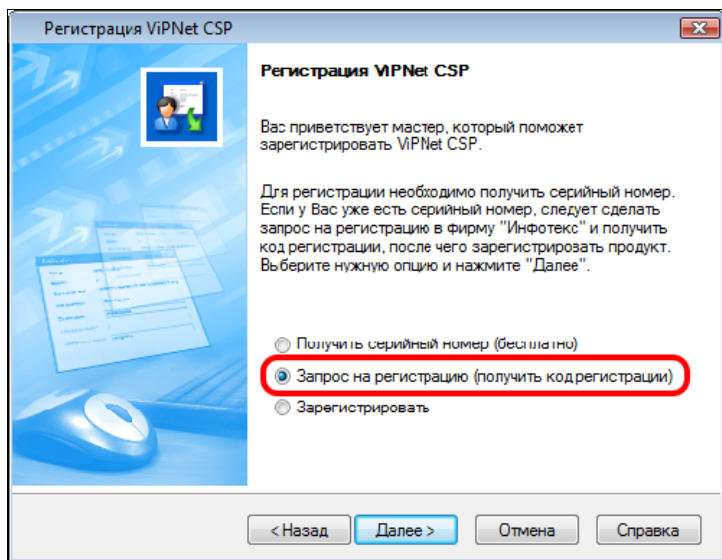 Регистрация ViPNet CSP
Регистрация ViPNet CSP
Вас приветствует мастер, который поможет
зарегистрировать ViPNet CSP.
Для регистрации необходимо получить серийный номер.
Если у Вас уже есть серийный номер, следует сделать
запрос на регистрацию в фирму "Инфотекс" и получить
код регистрации, после чего зарегистрировать продукт.
Выберите нужную опцию и нажмите "Далее".
Получить серийный номер (бесплатно)
Запрос на регистрацию (получить код регистрации)
Зарегистрировать
< Назад
Далее >
Отмена
Справка